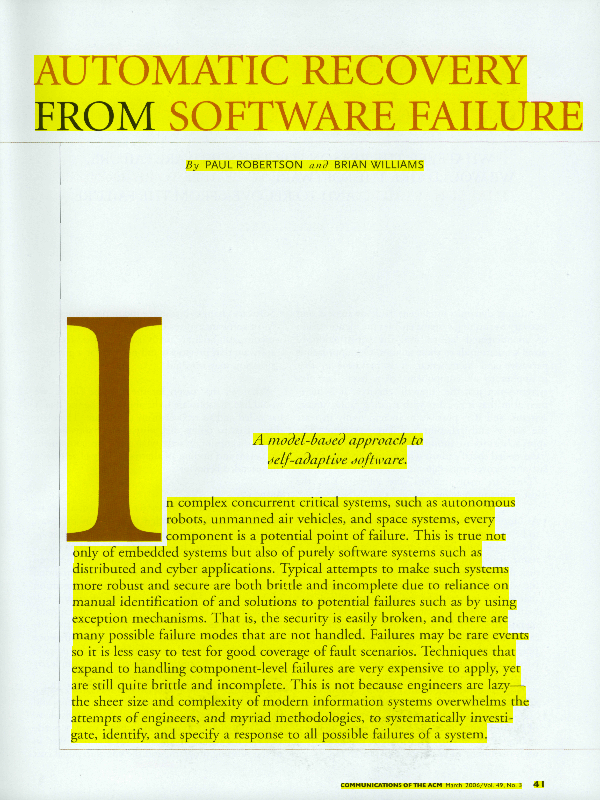 AUTOMATIC RECOVERY
FROM SOFTWARE FAILURE
By PAUL ROBERTSON and BRIAN WILLIAMS
A model-based approach to
self-adaptive software.
In complex concurrent critical systems, such as autonomous
robots, unmanned air vehicles, and space systems, every
component is a potential point of failure. This is true not
only of embedded systems but also of purely software systems such as
distributed and cyber applications. Typical attempts to make such systems
more robust and secure are both brittle and incomplete due to reliance on
manual identification of and solutions to potential failures such as by using
exception mechanisms. That is, the security is easily broken, and there are
many possible failure modes that are not handled. Failures may be rare events
so it is less easy to test for good coverage of fault scenarios. Techniques that
expand to handling component-level failures are very expensive to apply, yet
are still quite brittle and incomplete. This is not because engineers are lazy—
the sheer size and complexity of modern information systems overwhelms the
attempts of engineers, and myriad methodologies, to systematically investi-
gate, identify, and specify a response to all possible failures of a system.
COMMUNICATIONS OF THE ACM March 2006/Vol. 49, No. 3 41